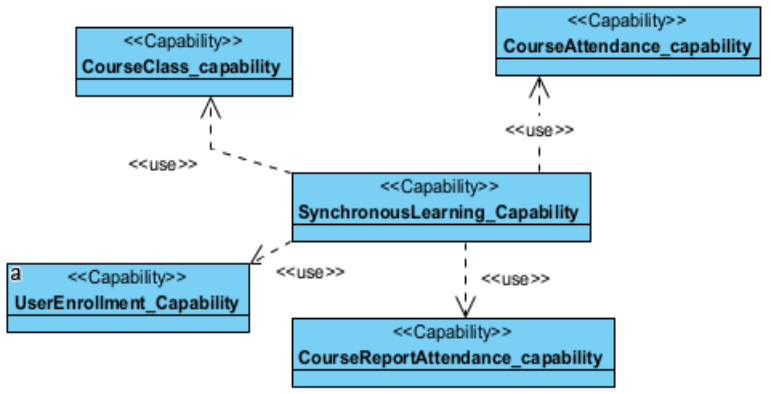 <<Capability>>
CourseClass_capability
<<Capability>>
CourseAttendance_capability
<<use>>
<<use>>
<<Capability>>
SynchronousLearning_Capability
a
<<Capability>>
UserEnrollment_Capability
<<use>>
<<use>>
<<Capability>>
CourseReportAttendance_capability